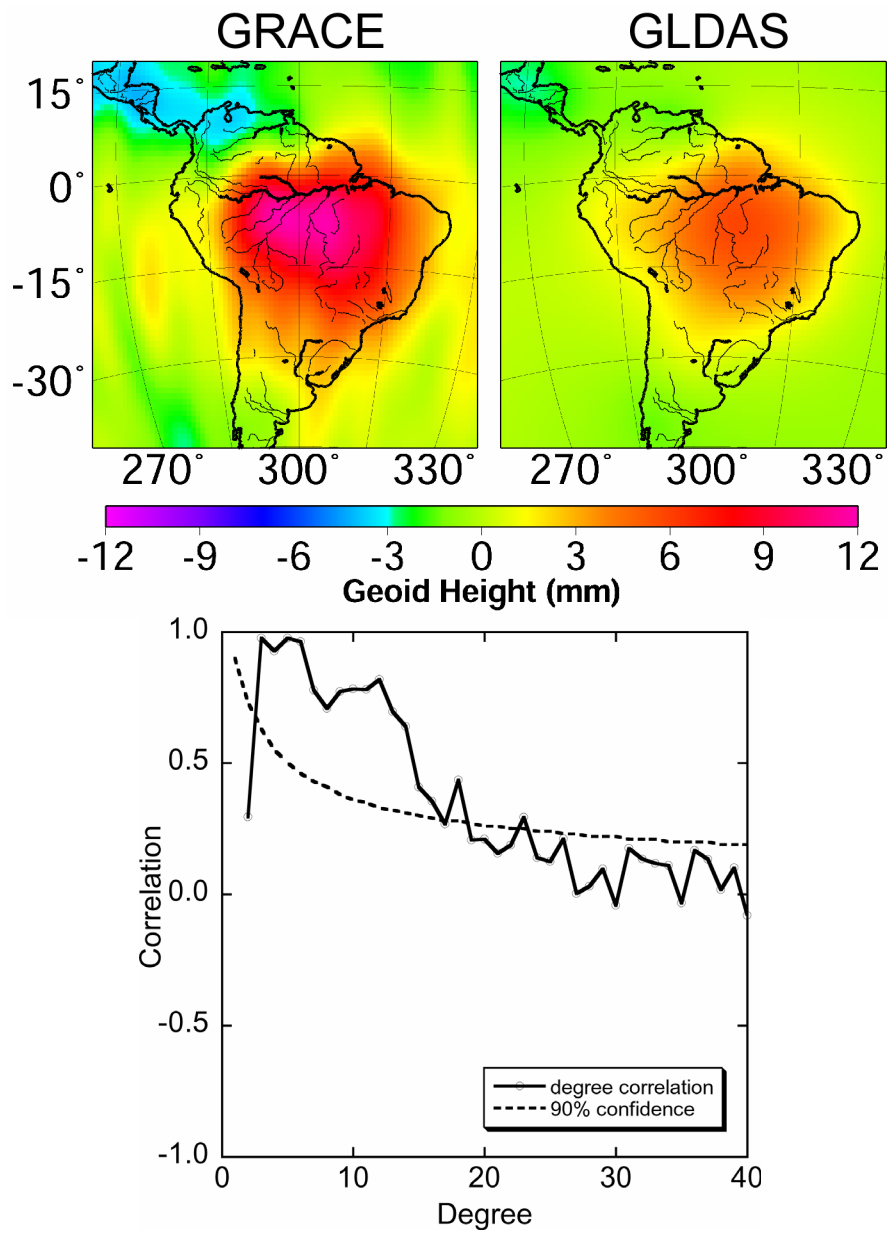 GRACE GLDAS
15°
0°
-15°
-30°
270° 300° 330° 270° 300° 330°
-12 -9 -6 -3 0 3 6 9 12
Geoid Height (mm)
1.0
0.5
0.0
-0.5
-1.0
Correlation
degree correlation
90% confidence
0 10 20 30 40
Degree